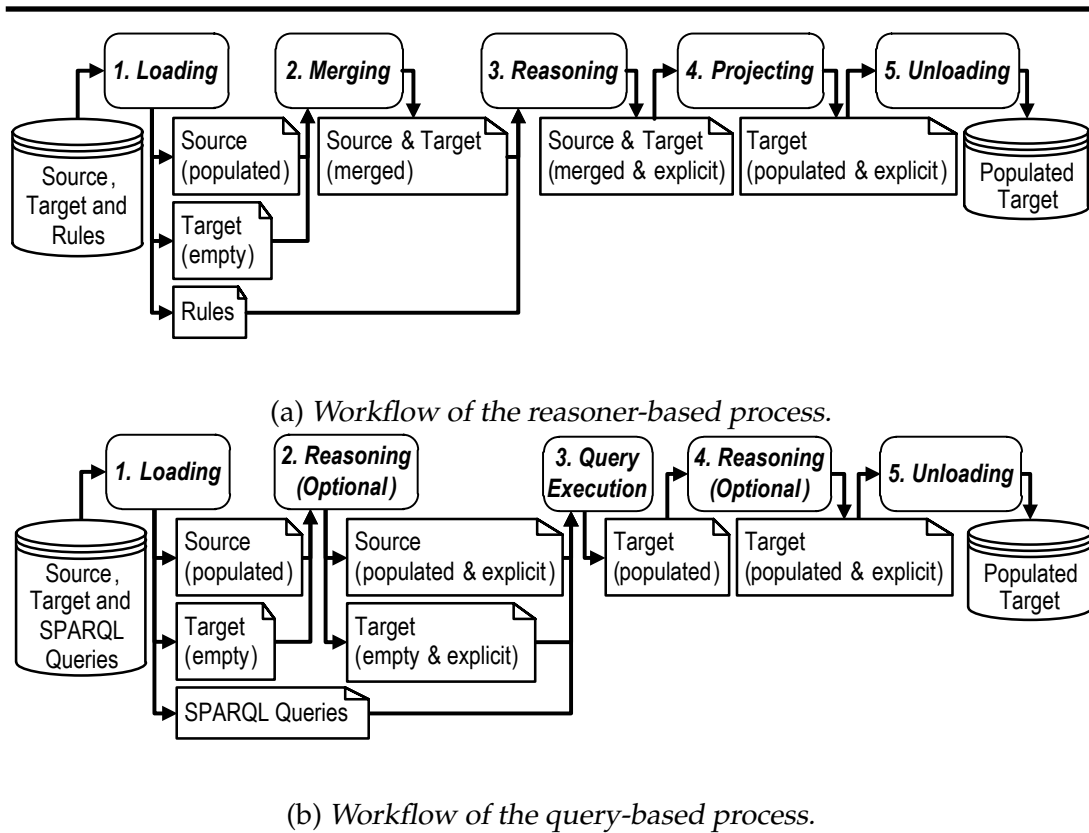 1. Loading
2. Merging
3. Reasoning
4. Projecting
5. Unloading
Source,
Target and
Rules
Source
(populated)
Target
(empty)
Rules
Source & Target
(merged)
Source & Target
(merged & explicit)
Target
(populated & explicit)
Populated
Target
(a) Workflow of the reasoner-based process.
1. Loading
2. Reasoning
(Optional)
3. Query
Execution
4. Reasoning
(Optional)
5. Unloading
Source,
Target and
SPARQL
Queries
Source
(populated)
Target
(empty)
SPARQL Queries
Source
(populated & explicit)
Target
(empty & explicit)
Target
(populated)
Target
(populated & explicit)
Populated
Target
(b) Workflow of the query-based process.